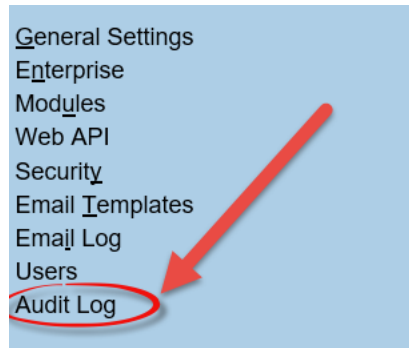 General Settings
Enterprise
Modules
Web API
Security
Email Templates
Email Log
Users
Audit Log